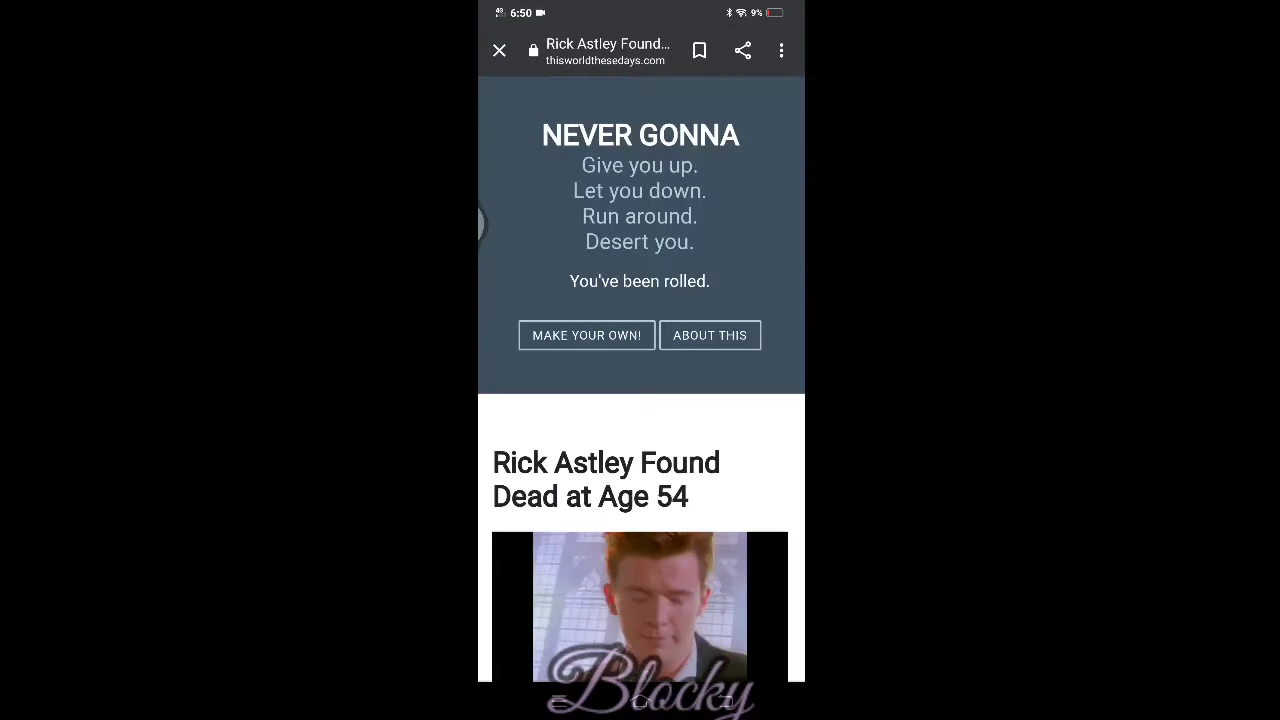 4G 6:50 9%
Rick Astley Found...
thisworldthesedays.com
NEVER GONNA
Give you up.
Let you down.
Run around.
Desert you.
You've been rolled.
MAKE YOUR OWN! ABOUT THIS
Rick Astley Found
Dead at Age 54
Blocky